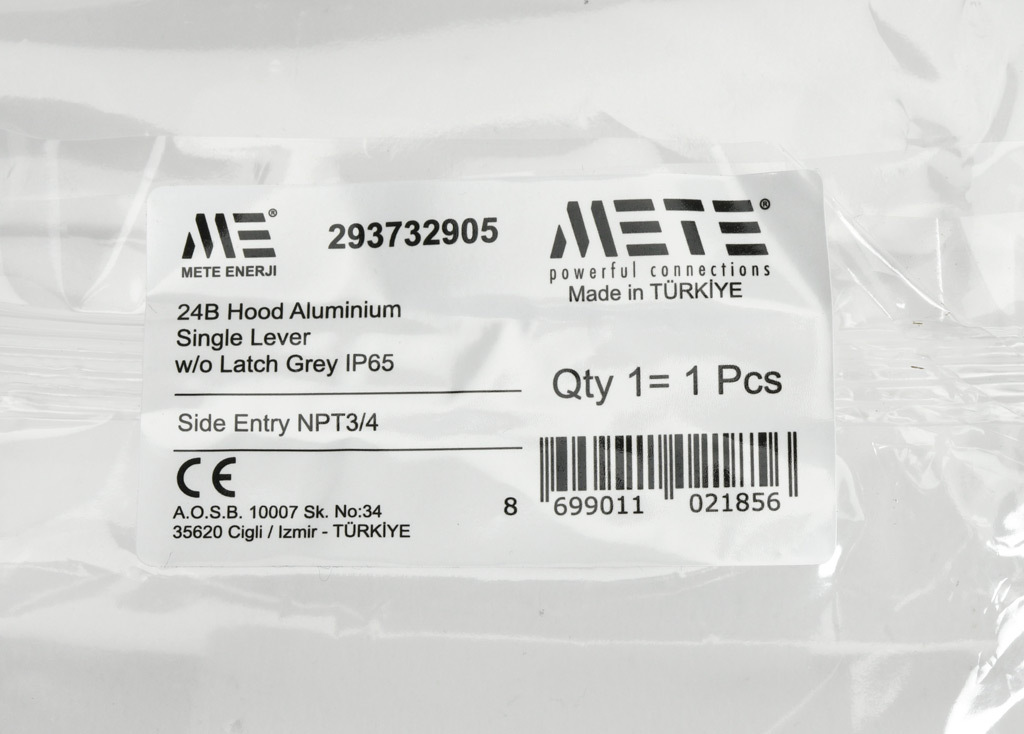 ME®
METE ENERJI
293732905
METE®
powerful connections
Made in TÜRKİYE
24B Hood Aluminium
Single Lever
w/o Latch Grey IP65
Qty 1= 1 Pcs
Side Entry NPT3/4
CE
A.O.S.B. 10007 Sk. No:34
35620 Cigli / Izmir - TÜRKİYE
8 699011 021856